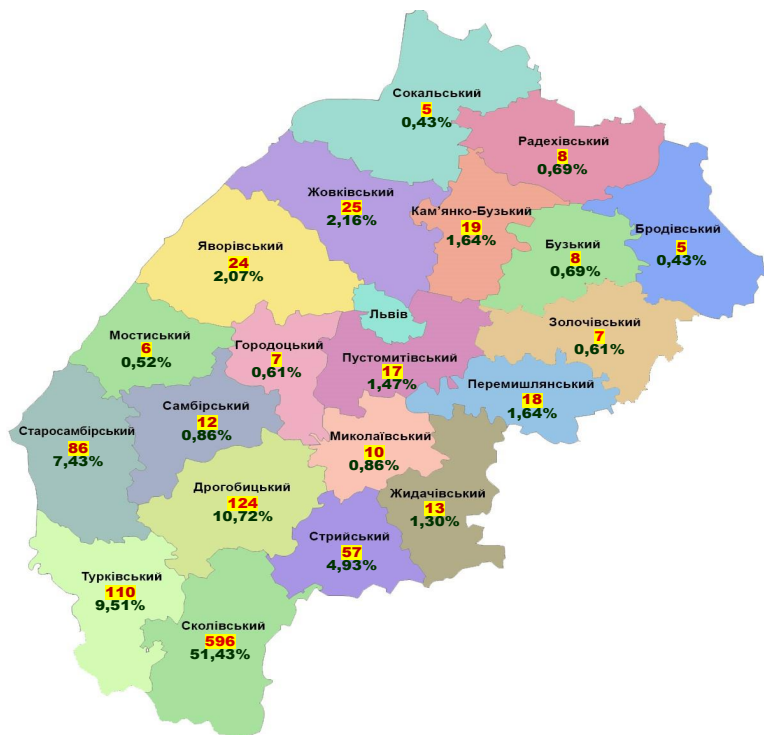 Сокальський
5
0,43%
Радехівський
8
0,69%
Жовківський
25
2,16%
Кам'янко-Бузький
19
1,64%
Бродівський
5
0,43%
Бузький
8
0,69%
Яворівський
24
2,07%
Львів
Золочівський
7
0,61%
Мостиський
6
0,52%
Городоцький
7
0,61%
Пустомитівський
17
1,47%
Перемишлянський
18
1,64%
Самбірський
12
0,86%
Старосамбірський
86
7,43%
Миколаївський
10
0,86%
Дрогобицький
124
10,72%
Жидачівський
13
1,30%
Стрийський
57
4,93%
Турківський
110
9,51%
Сколівський
596
51,43%